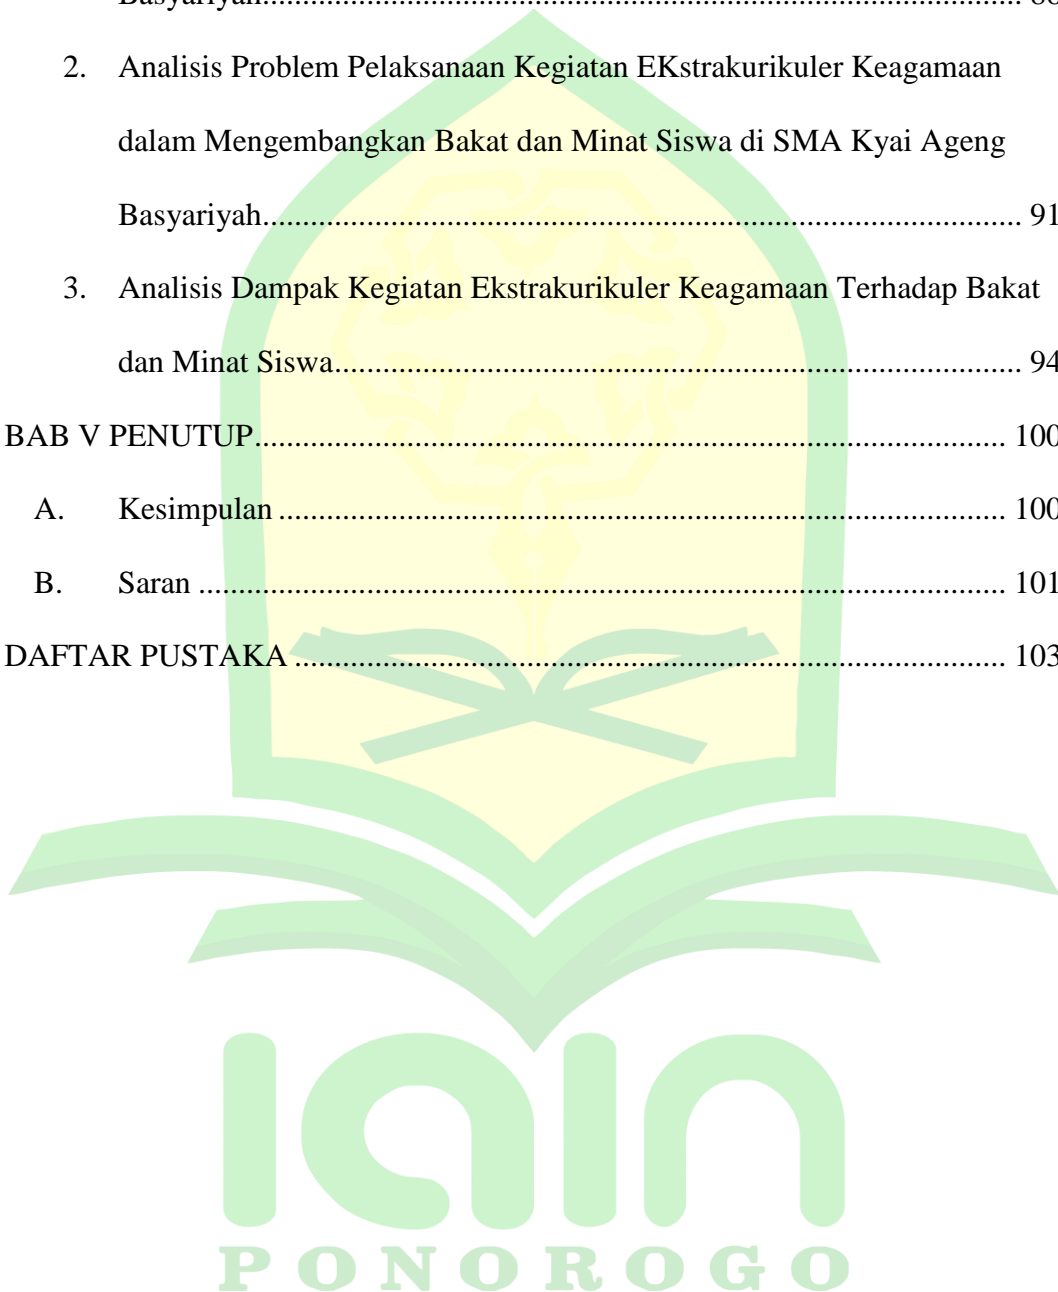 Basyariyah..............................................................................................
2. Analisis Problem Pelaksanaan Kegiatan EKstrakurikuler Keagamaan
dalam Mengembangkan Bakat dan Minat Siswa di SMA Kyai Ageng
Basyariyah.............................................................................................. 91
3. Analisis Dampak Kegiatan Ekstrakurikuler Keagamaan Terhadap Bakat
dan Minat Siswa..................................................................................... 94
BAB V PENUTUP............................................................................................. 100
A. Kesimpulan .......................................................................................... 100
B. Saran .................................................................................................... 101
DAFTAR PUSTAKA ........................................................................................ 103
iain
PONOROGO